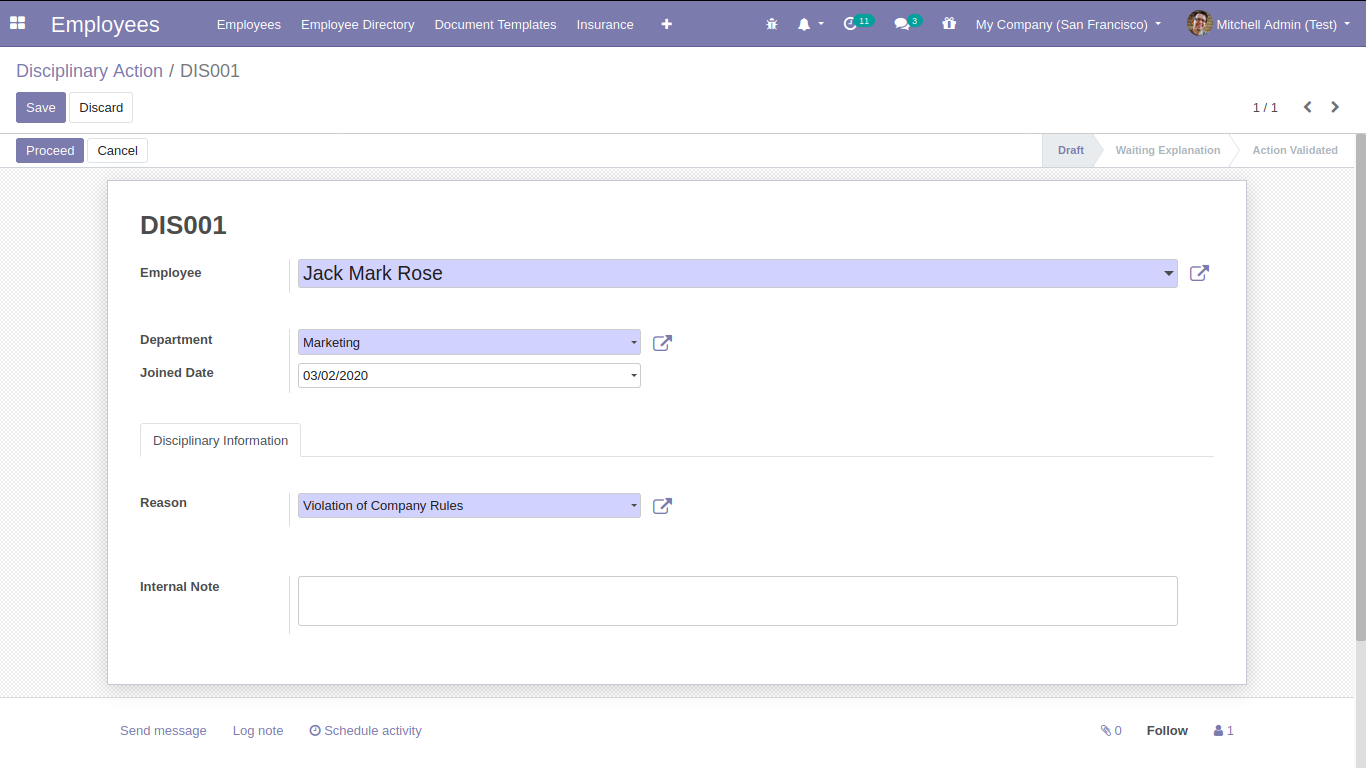 Employees Employees Employee Directory Document Templates Insurance 11 3 My Company (San Francisco) Mitchell Admin (Test)
Disciplinary Action / DIS001
Save Discard 1 / 1
Proceed Cancel Draft Waiting Explanation Action Validated
DIS001
Employee Jack Mark Rose
Department Marketing
Joined Date 03/02/2020
Disciplinary Information
Reason Violation of Company Rules
Internal Note
Send message Log note Schedule activity 0 Follow 1